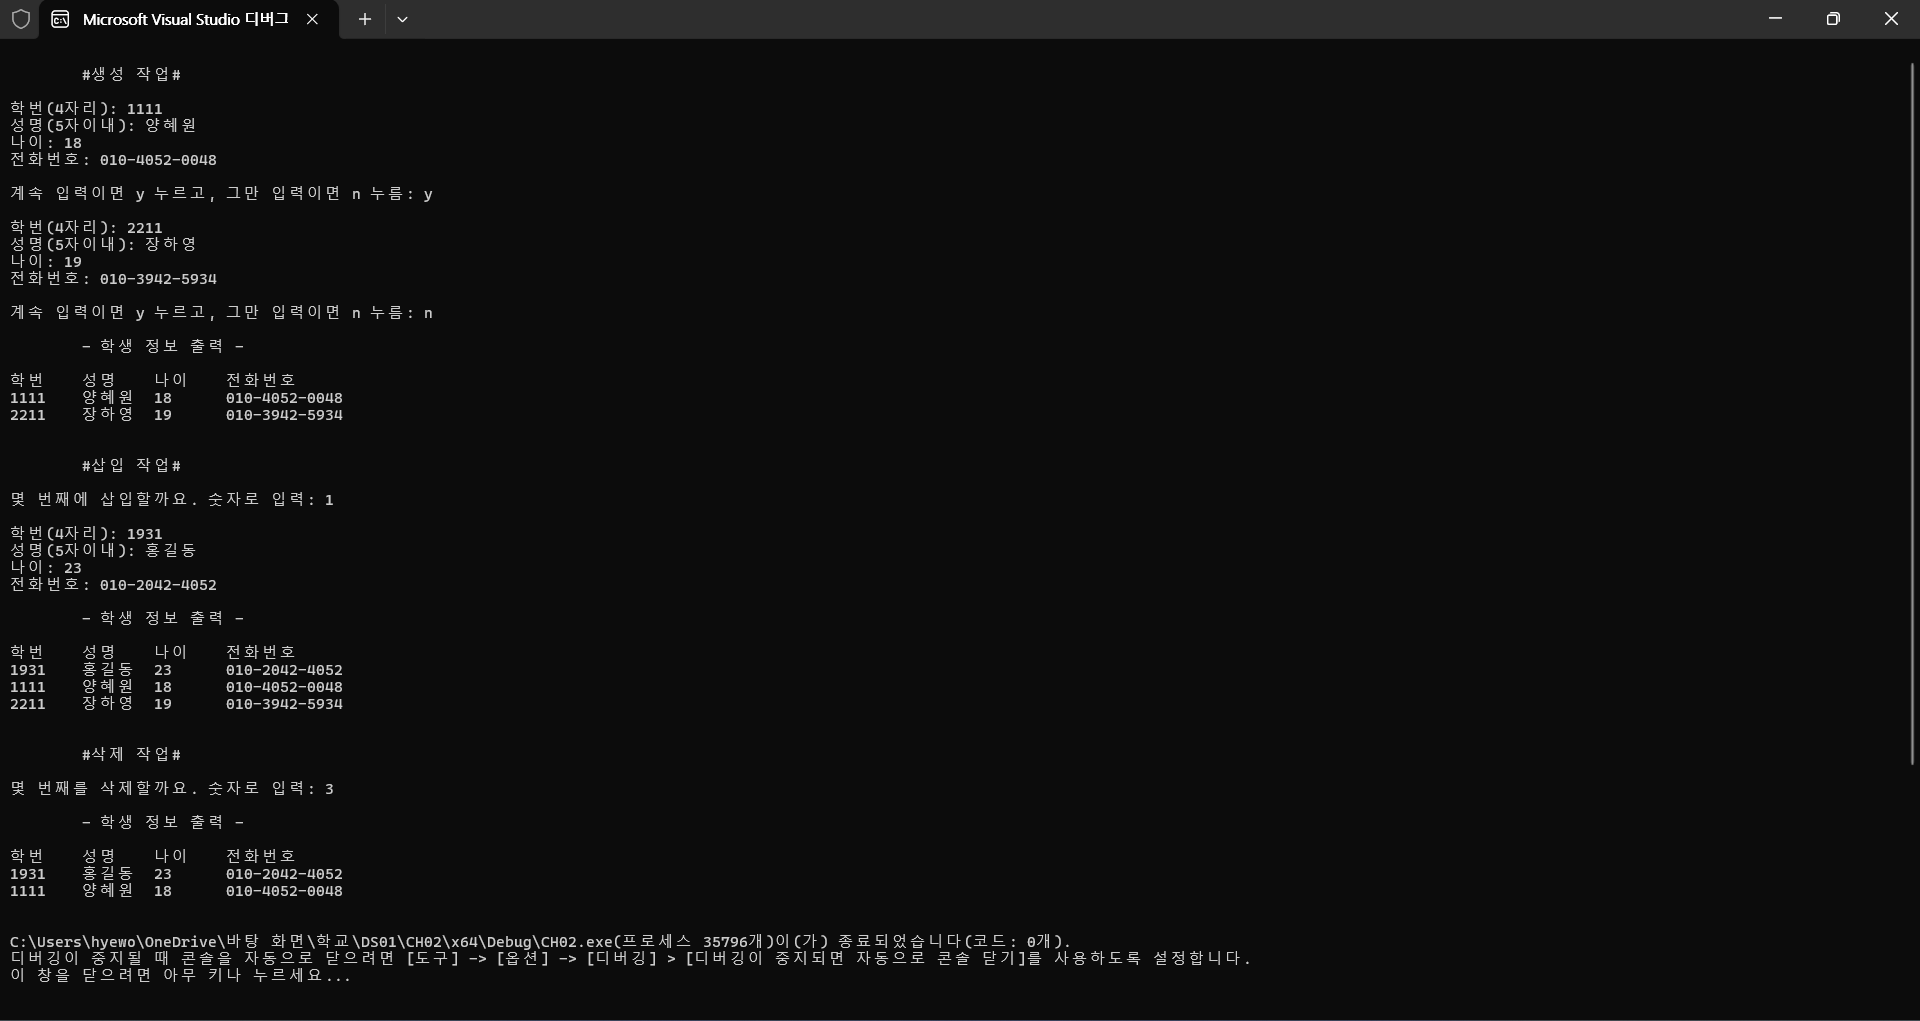 Microsoft Visual Studio 디버그
#생성 작업#
학번(4자리): 1111
성명(5자이내): 양혜원
나이: 18
전화번호: 010-4052-0048
계속 입력이면 y 누르고, 그만 입력이면 n 누름: y
학번(4자리): 2211
성명(5자이내): 장하영
나이: 19
전화번호: 010-3942-5934
계속 입력이면 y 누르고, 그만 입력이면 n 누름: n
- 학생 정보 출력 -
학번 성명 나이 전화번호
1111 양혜원 18 010-4052-0048
2211 장하영 19 010-3942-5934
#삽입 작업#
몇 번째에 삽입할까요. 숫자로 입력: 1
학번(4자리): 1931
성명(5자이내): 홍길동
나이: 23
전화번호: 010-2042-4052
- 학생 정보 출력 -
학번 성명 나이 전화번호
1931 홍길동 23 010-2042-4052
1111 양혜원 18 010-4052-0048
2211 장하영 19 010-3942-5934
#삭제 작업#
몇 번째를 삭제할까요. 숫자로 입력: 3
- 학생 정보 출력 -
학번 성명 나이 전화번호
1931 홍길동 23 010-2042-4052
1111 양혜원 18 010-4052-0048
C:\Users\hyewo\OneDrive\바탕 화면\학교\DS01\CH02\x64\Debug\CH02.exe(프로세스 35796개)이(가) 종료되었습니다(코드: 0개).
디버깅이 중지될 때 콘솔을 자동으로 닫으려면 [도구] -> [옵션] -> [디버깅] > [디버깅이 중지되면 자동으로 콘솔 닫기]를 사용하도록 설정합니다.
이 창을 닫으려면 아무 키나 누르세요...